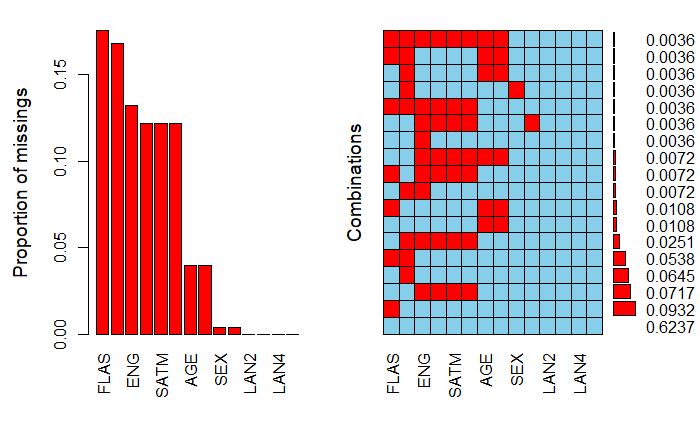 Proportion of missings
0.15
0.10
0.05
0.00
FLAS
ENG
SATM
AGE
SEX
LAN2
LAN4
Combinations
0.0036
0.0036
0.0036
0.0036
0.0036
0.0036
0.0036
0.0072
0.0072
0.0072
0.0108
0.0108
0.0251
0.0538
0.0645
0.0717
0.0932
0.6237
FLAS
ENG
SATM
AGE
SEX
LAN2
LAN4